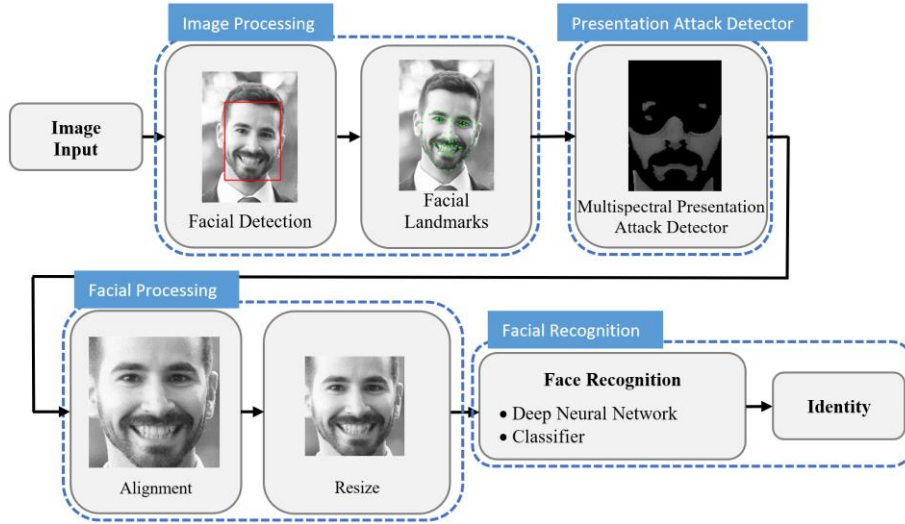 Image Processing
Presentation Attack Detector
Image
Input
Facial Detection
Facial
Landmarks
Multispectral Presentation
Attack Detector
Facial Processing
Alignment
Resize
Facial Recognition
Face Recognition
• Deep Neural Network
• Classifier
Identity